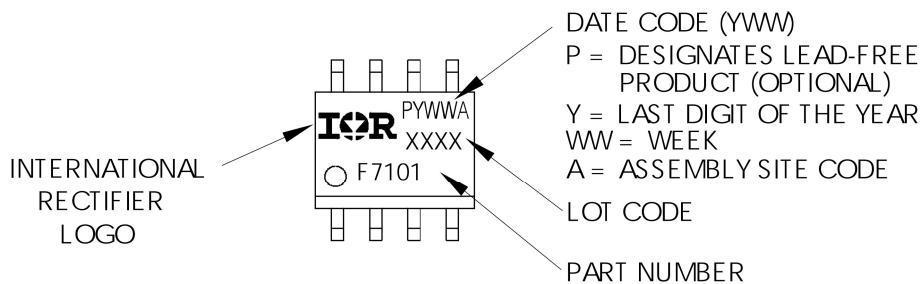 DATE CODE (YWW)
P = DESIGNATES LEAD-FREE
PRODUCT (OPTIONAL)
Y = LAST DIGIT OF THE YEAR
WW = WEEK
A = ASSEMBLY SITE CODE
LOT CODE
PART NUMBER
INTERNATIONAL
RECTIFIER
LOGO
IOR
PYWWA
XXXX
F7101